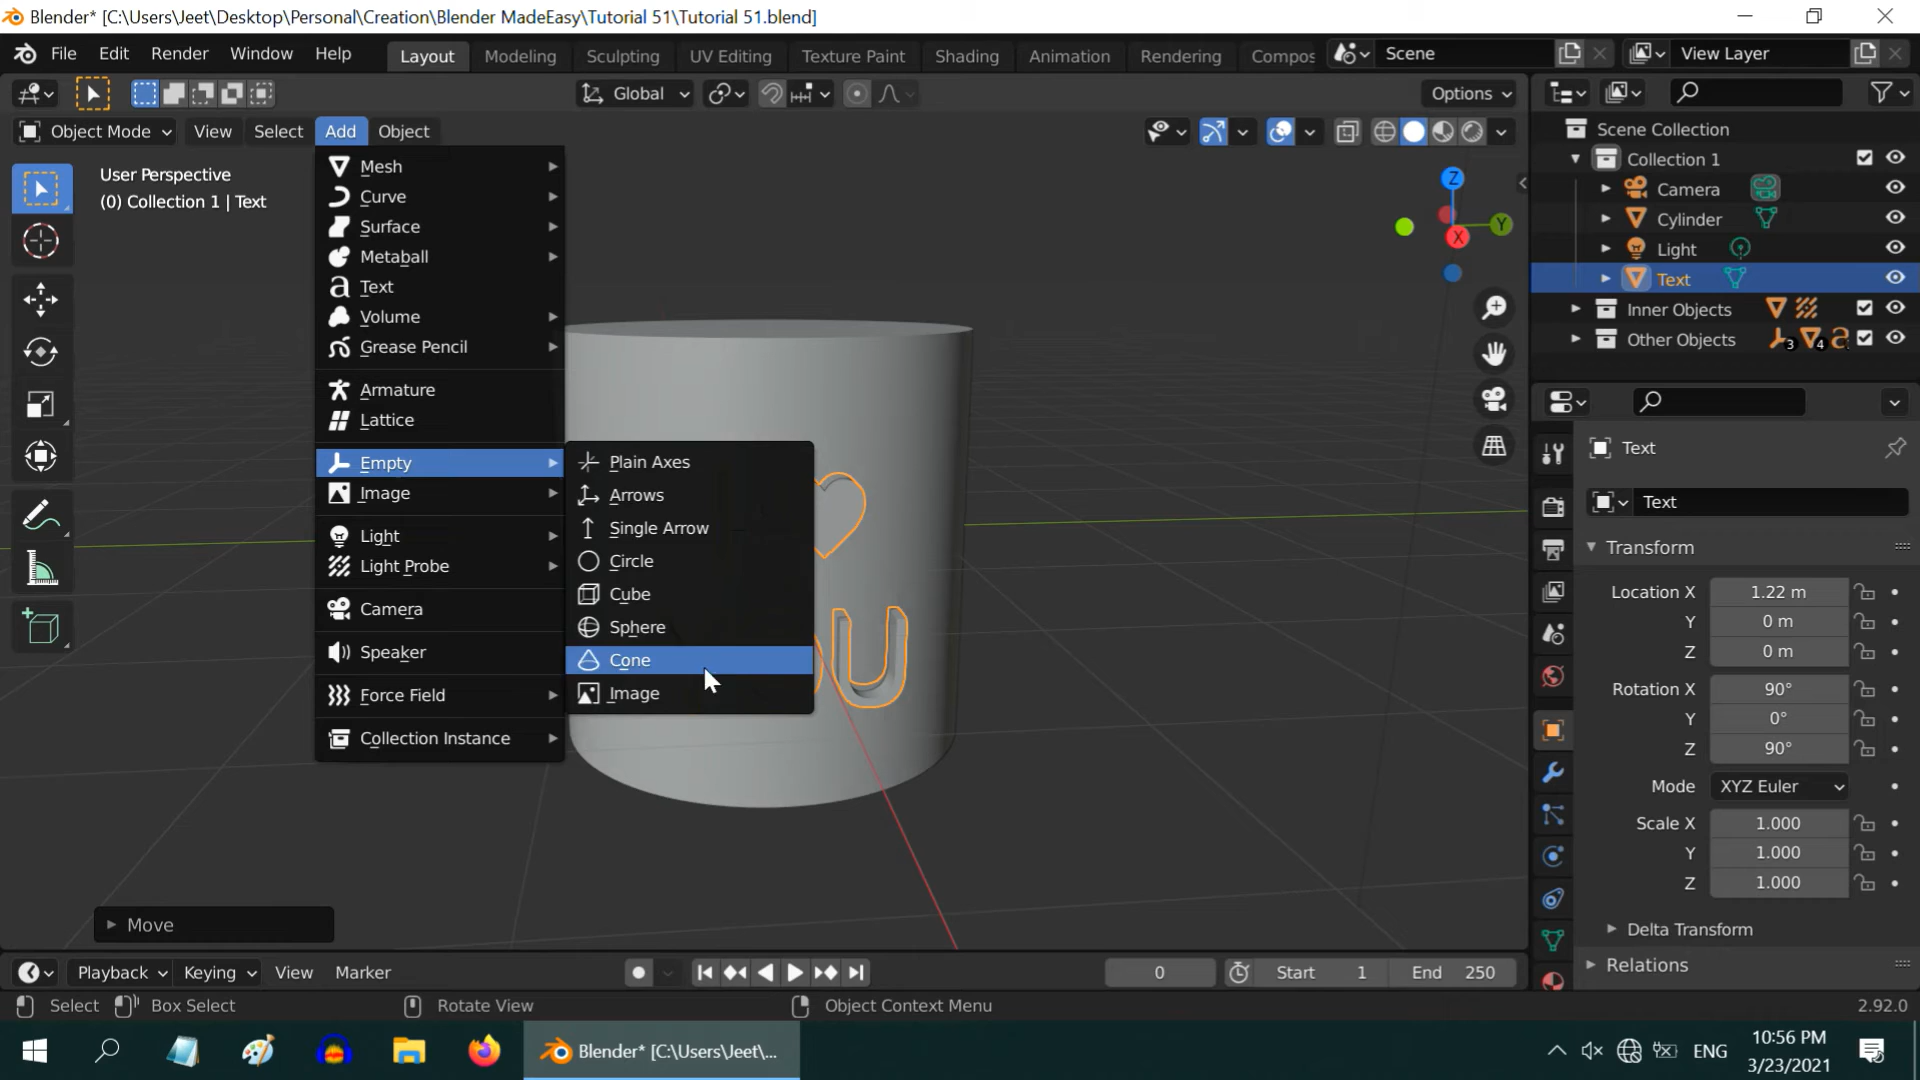 Blender* [C:\Users\Jeet\Desktop\Personal\Creation\Blender MadeEasy\Tutorial 51\Tutorial 51.blend]
File Edit Render Window Help Layout Modeling Sculpting UV Editing Texture Paint Shading Animation Rendering Compos Scene View Layer
Global Options
Object Mode View Select Add Object
User Perspective
(0) Collection 1 | Text
Mesh
Curve
Surface
Metaball
Text
Volume
Grease Pencil
Armature
Lattice
Empty
Image
Light
Light Probe
Camera
Speaker
Force Field
Collection Instance
Plain Axes
Arrows
Single Arrow
Circle
Cube
Sphere
Cone
Image
Z
Y
X
U
Move
Scene Collection
Collection 1
Camera
Cylinder
Light
Text
Inner Objects
Other Objects 3 4
Text
Text
Transform
Location X 1.22 m
Y 0 m
Z 0 m
Rotation X 90°
Y 0°
Z 90°
Mode XYZ Euler
Scale X 1.000
Y 1.000
Z 1.000
Delta Transform
Relations
Playback Keying View Marker 0 Start 1 End 250
Select Box Select Rotate View Object Context Menu 2.92.0
Blender* [C:\Users\Jeet\... ENG 10:56 PM
3/23/2021